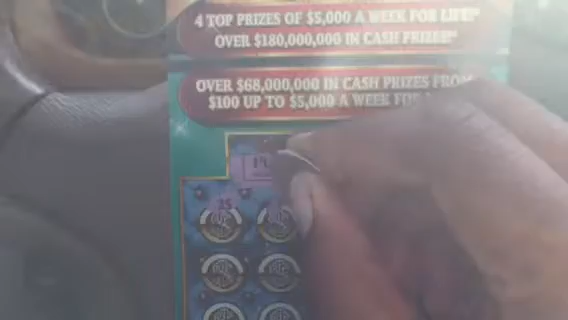 4 TOP PRIZES OF $5,000 A WEEK FOR LIFE!
OVER $180,000,000 IN CASH PRIZES!
OVER $68,000,000 IN CASH PRIZES FROM
$100 UP TO $5,000 A WEEK FOR